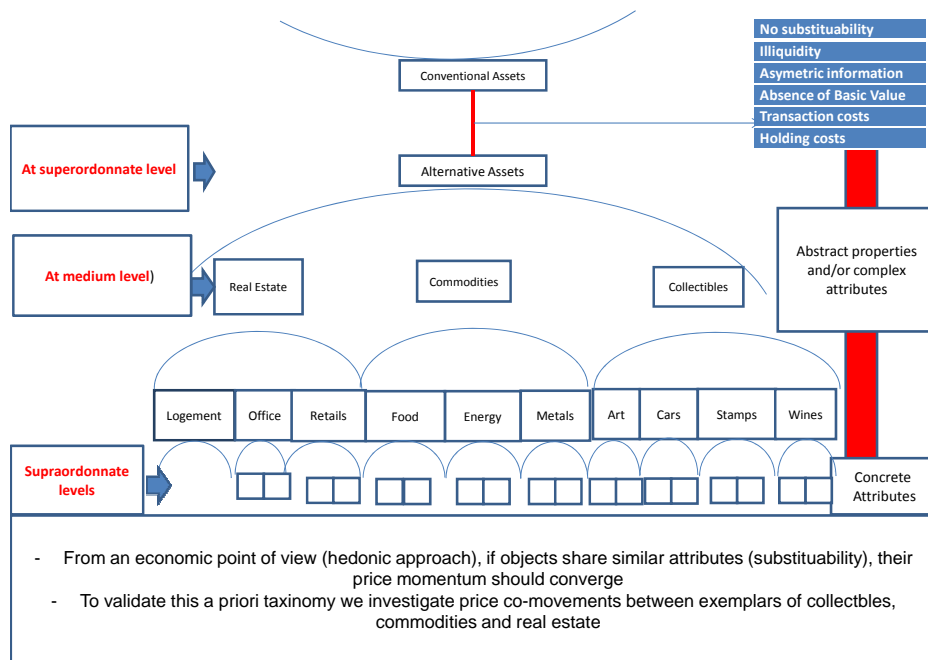 No substituability
Illiquidity
Asymetric information
Absence of Basic Value
Transaction costs
Holding costs
Conventional Assets
At superordonnate level
Alternative Assets
Abstract properties
and/or complex
attributes
At medium level)
Real Estate
Commodities
Collectibles
Logement
Office
Retails
Food
Energy
Metals
Art
Cars
Stamps
Wines
Supraordonnate
levels
Concrete
Attributes
- From an economic point of view (hedonic approach), if objects share similar attributes (substituability), their
price momentum should converge
- To validate this a priori taxinomy we investigate price co-movements between exemplars of collectbles,
commodities and real estate